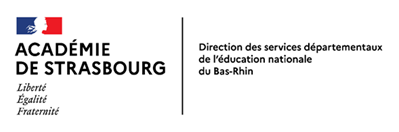 ACADÉMIE
DE STRASBOURG
Liberté
Égalité
Fraternité
Direction des services départementaux
de l'éducation nationale
du Bas-Rhin